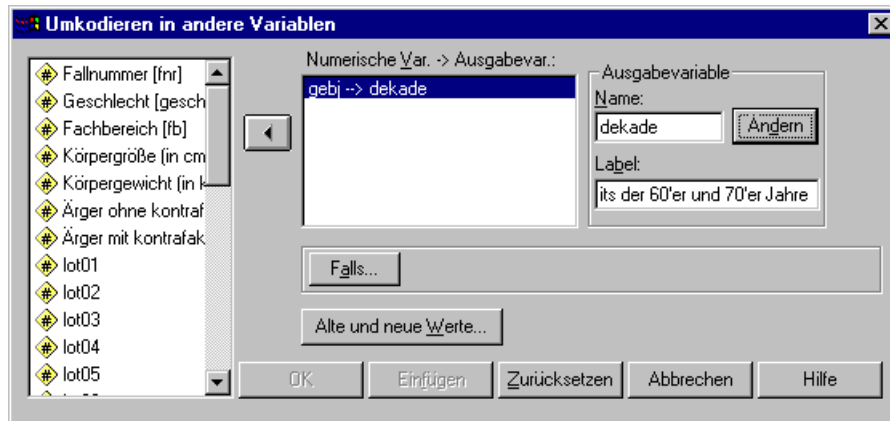 Umkodieren in andere Variablen
Fallnummer [fnr]
Geschlecht [gesch
Fachbereich [fb]
Körpergröße (in cm
Körpergewicht (in k
Ärger ohne kontraf
Ärger mit kontrafak
lot01
lot02
lot03
lot04
lot05
Numerische Var. -> Ausgabevar.:
gebj --> dekade
Ausgabevariable
Name:
dekade
Ändern
Label:
its der 60'er und 70'er Jahre
Falls...
Alte und neue Werte...
OK
Einfügen
Zurücksetzen
Abbrechen
Hilfe